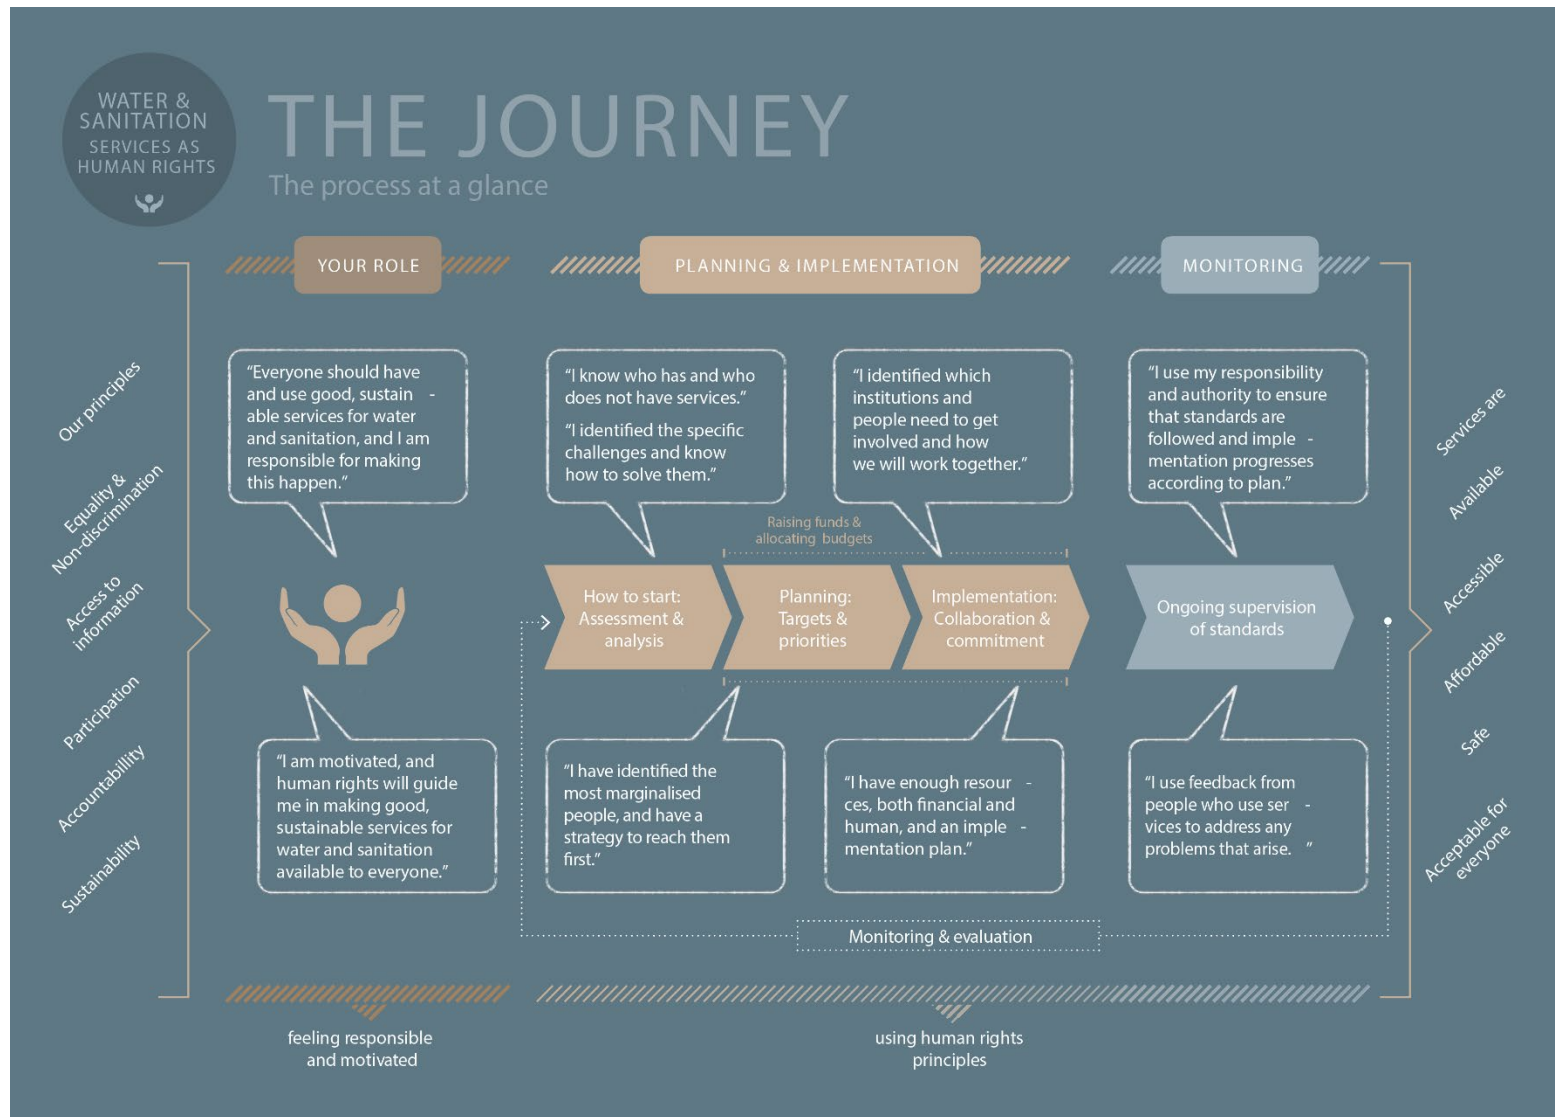 WATER &
SANITATION
SERVICES AS
HUMAN RIGHTS
THE JOURNEY
The process at a glance
YOUR ROLE
PLANNING & IMPLEMENTATION
MONITORING
Our principles
Equality &
Non-discrimination
Access to
information
Participation
Accountabillity
Sustainability
“Everyone should have
and use good, sustain -
able services for water
and sanitation, and I am
responsible for making
this happen.“
“I know who has and who
does not have services.”
“I identified the specific
challenges and know
how to solve them.”
“I identified which
institutions and
people need to get
involved and how
we will work together.”
“I use my responsibility
and authority to ensure
that standards are
followed and imple -
mentation progresses
according to plan.”
Raising funds &
allocating budgets
How to start:
Assessment &
analysis
Planning:
Targets &
priorities
Implementation:
Collaboration &
commitment
Ongoing supervision
of standards
“I am motivated, and
human rights will guide
me in making good,
sustainable services for
water and sanitation
available to everyone.”
“I have identified the
most marginalised
people, and have a
strategy to reach them
first.”
“I have enough resour -
ces, both financial and
human, and an imple -
mentation plan.”
“I use feedback from
people who use ser -
vices to address any
problems that arise. ”
Monitoring & evaluation
Services are
Available
Accessible
Affordable
Safe
Acceptable for
everyone
feeling responsible
and motivated
using human rights
principles